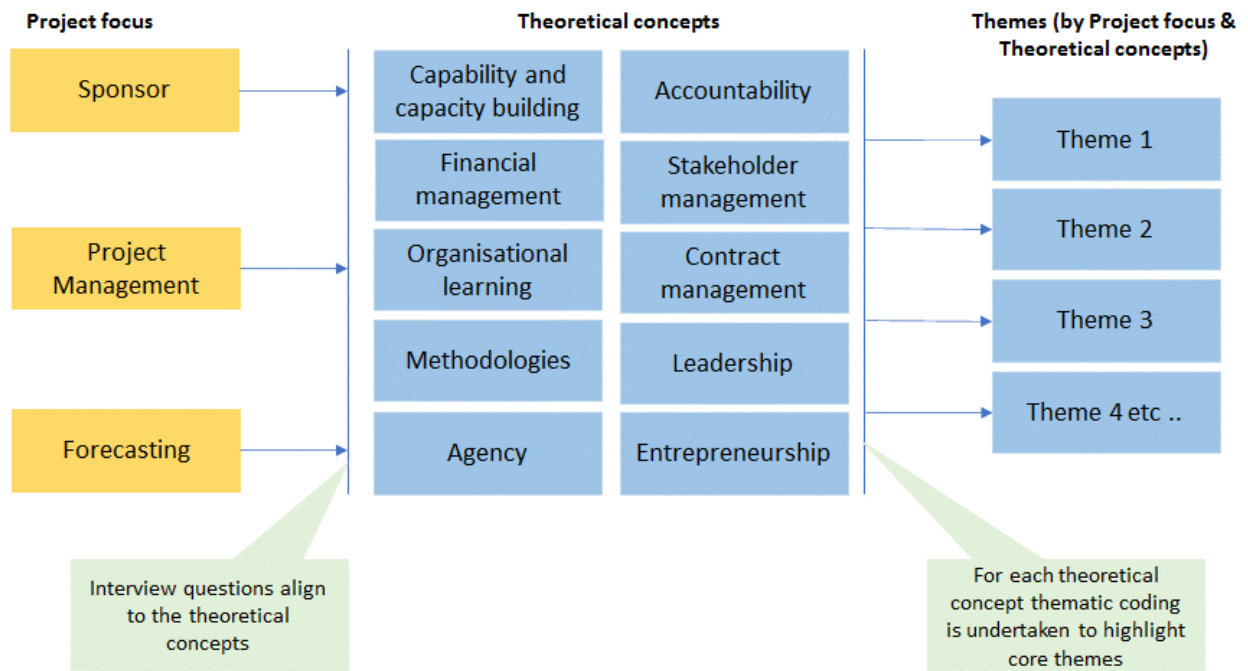 Project focus
Theoretical concepts
Themes (by Project focus &
Theoretical concepts)
Sponsor
Project
Management
Forecasting
Capability and
capacity building
Accountability
Financial
management
Stakeholder
management
Organisational
learning
Contract
management
Methodologies
Leadership
Agency
Entrepreneurship
Theme 1
Theme 2
Theme 3
Theme 4 etc ..
Interview questions align
to the theoretical
concepts
For each theoretical
concept thematic coding
is undertaken to highlight
core themes